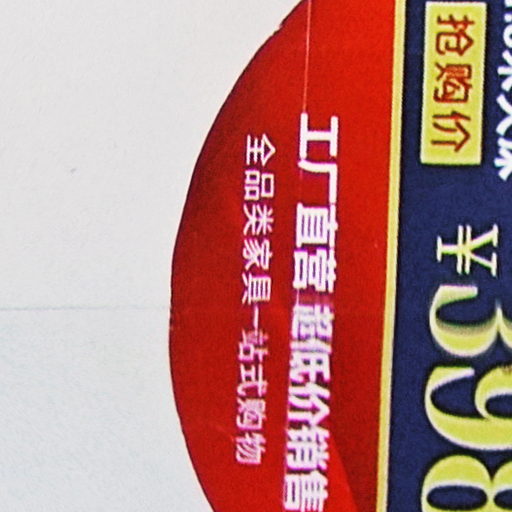 工厂直营 超低价销售
全品类家具一站式购物
抢购价
¥398